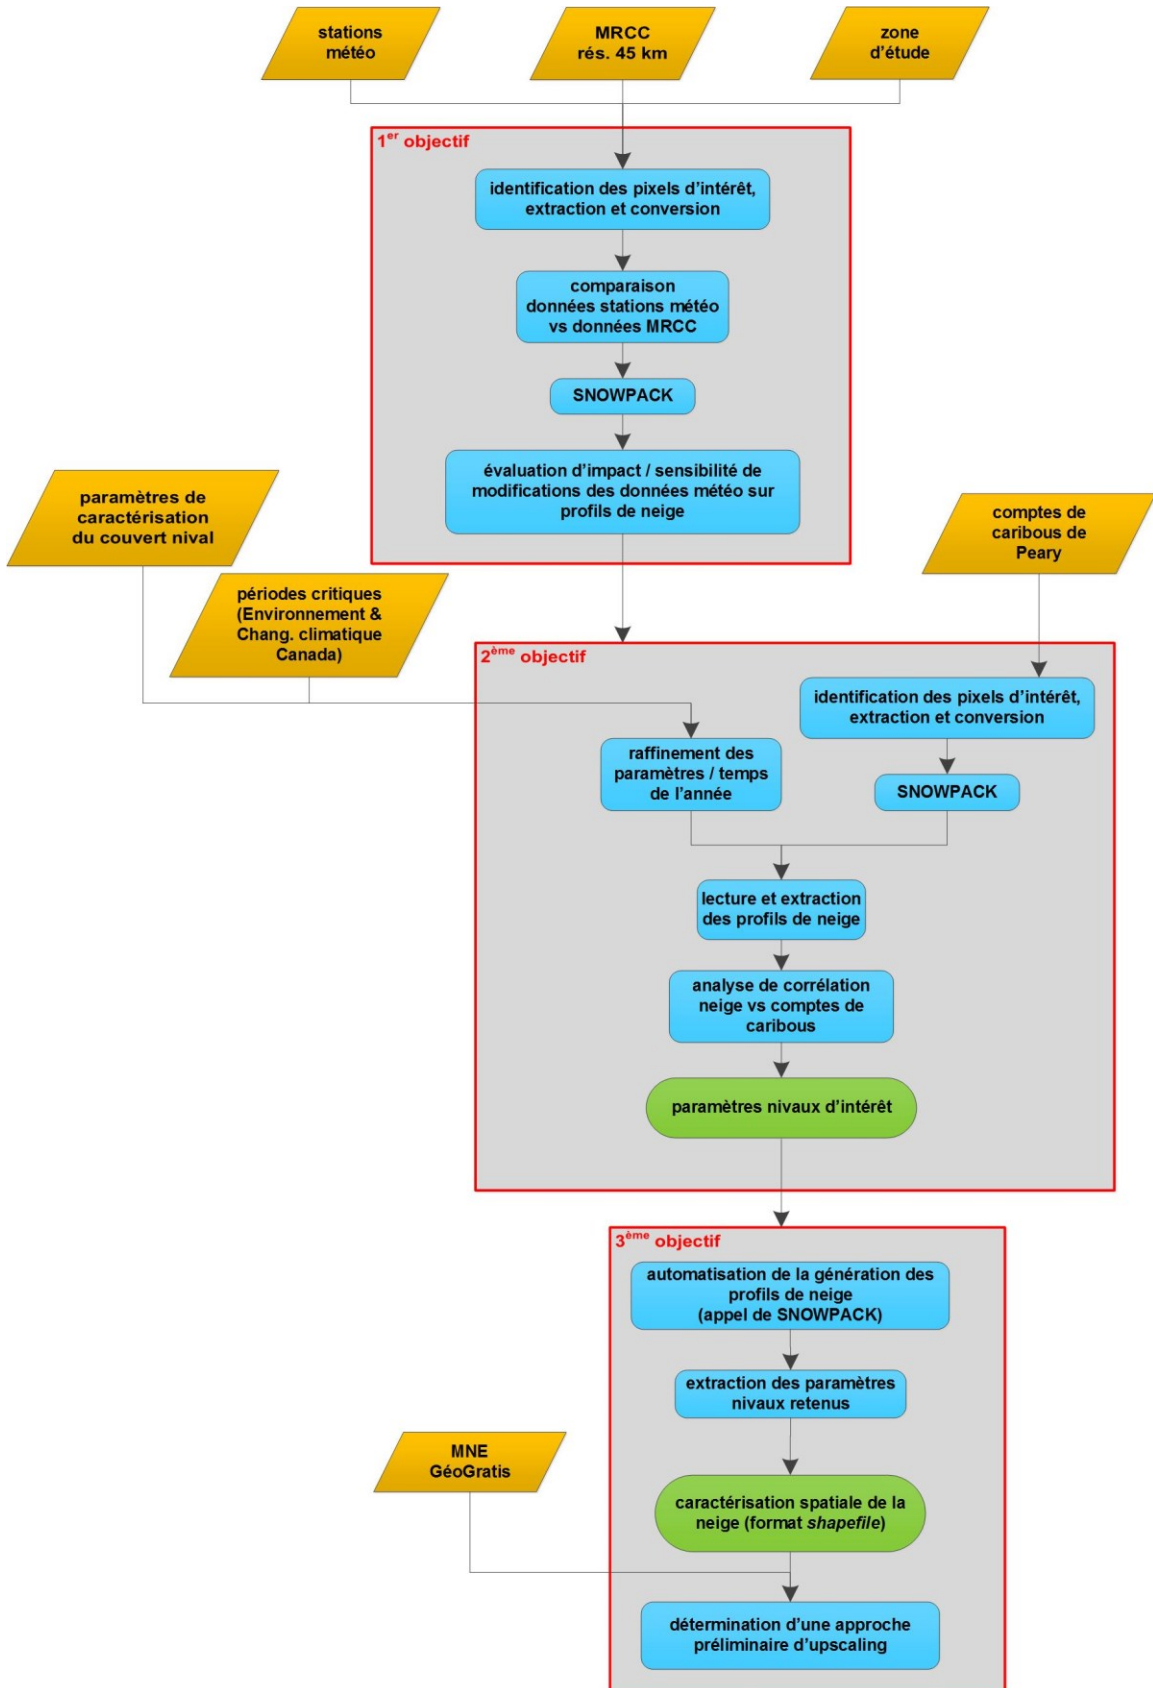 stations
météo
MRCC
rés. 45 km
zone
d'étude
1er objectif
identification des pixels d'intérêt,
extraction et conversion
comparaison
données stations météo
vs données MRCC
SNOWPACK
évaluation d'impact / sensibilité de
modifications des données météo sur
profils de neige
paramètres de
caractérisation
du couvert nival
périodes critiques
(Environnement &
Chang. climatique
Canada)
comptes de
caribous de
Peary
2ème objectif
identification des pixels d'intérêt,
extraction et conversion
raffinement des
paramètres / temps
de l'année
SNOWPACK
lecture et extraction
des profils de neige
analyse de corrélation
neige vs comptes de
caribous
paramètres nivaux d'intérêt
3ème objectif
automatisation de la génération des
profils de neige
(appel de SNOWPACK)
extraction des paramètres
nivaux retenus
MNE
GéoGratis
caractérisation spatiale de la
neige (format shapefile)
détermination d'une approche
préliminaire d'upscaling